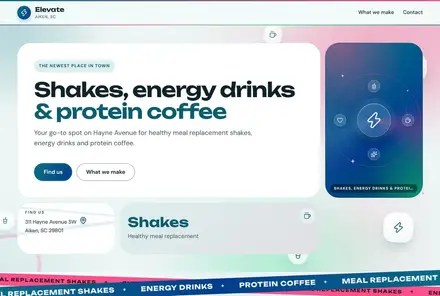 Elevate
AIKEN, SC
What we make
Contact
THE NEWEST PLACE IN TOWN
Shakes, energy drinks
& protein coffee
Your go-to spot on Hayne Avenue for healthy meal replacement shakes,
energy drinks and protein coffee.
Find us
What we make
SHAKES, ENERGY DRINKS & PROTEI...
FIND US
311 Hayne Avenue SW
Aiken, SC 29801
Shakes
Healthy meal replacement
REPLACEMENT SHAKES
ENERGY DRINKS
PROTEIN COFFEE
MEAL REPLACEMENT